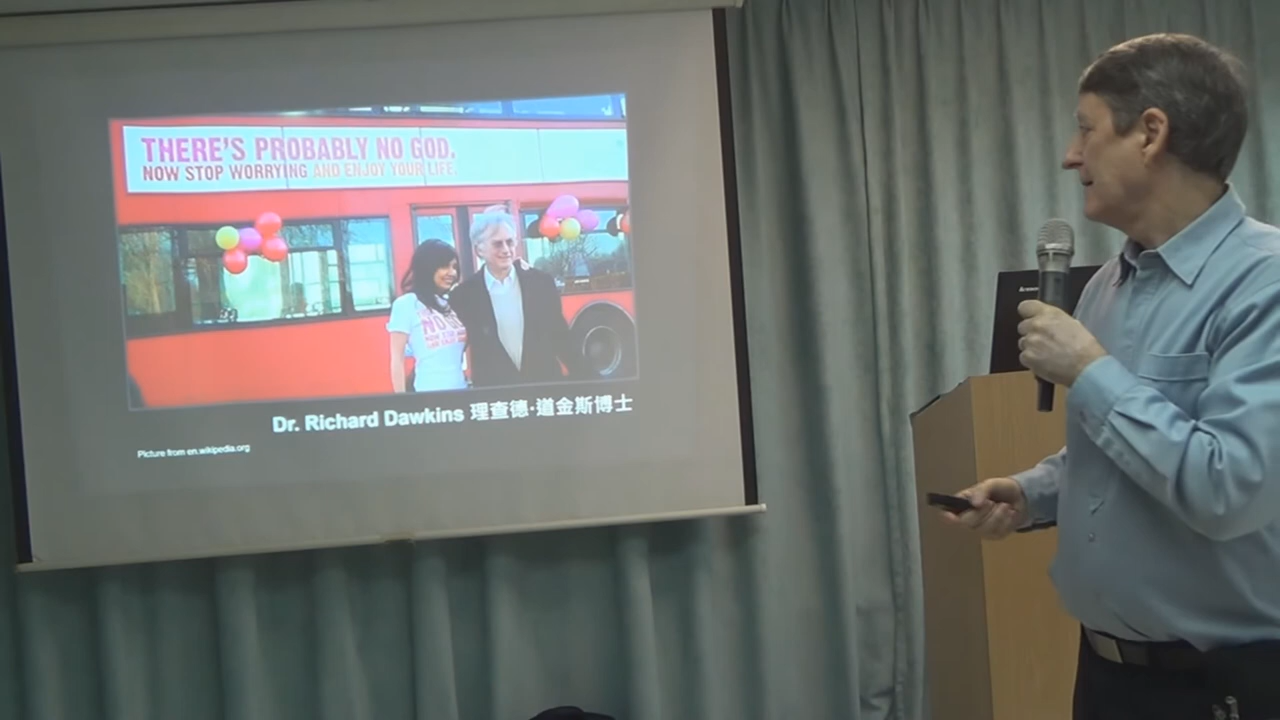 THERE'S PROBABLY NO GOD.
NOW STOP WORRYING AND ENJOY YOUR LIFE.
NO
Dr. Richard Dawkins 理查德·道金斯博士
Picture from en.wikipedia.org